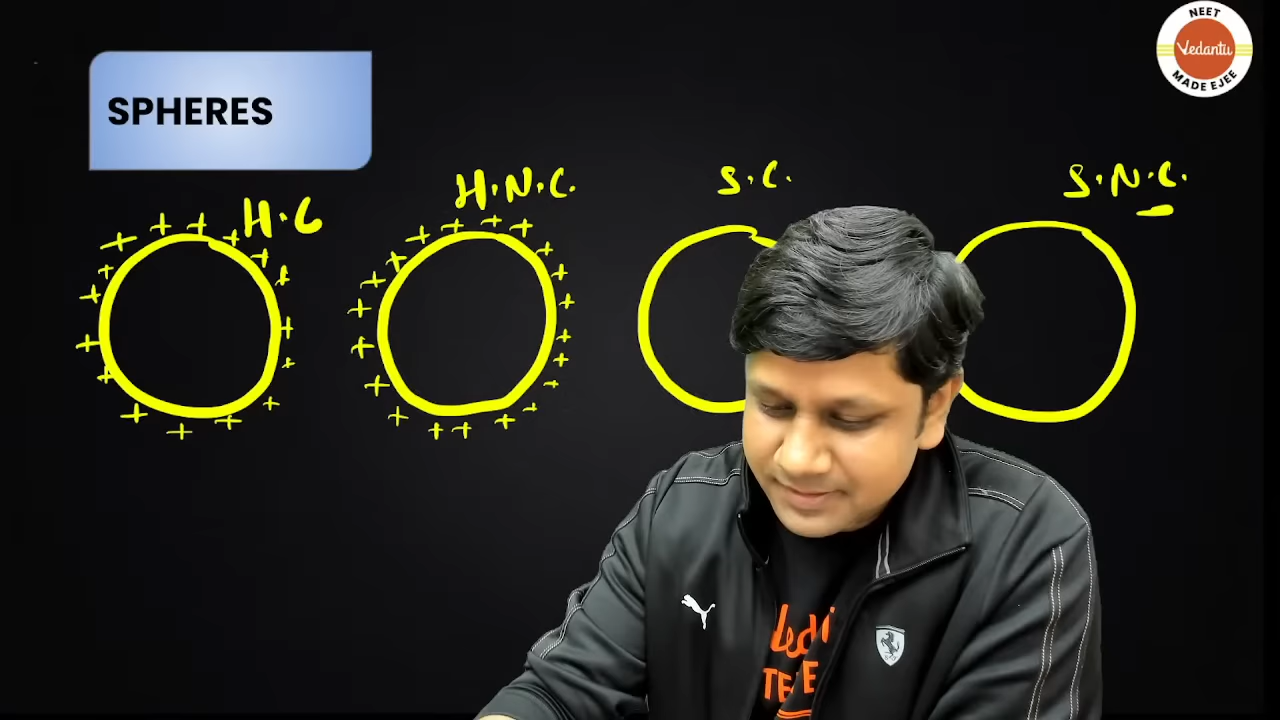 NEET
Vedantu
MADE EJEE
SPHERES
H.C
H.N.C.
S.C.
S.N.C.